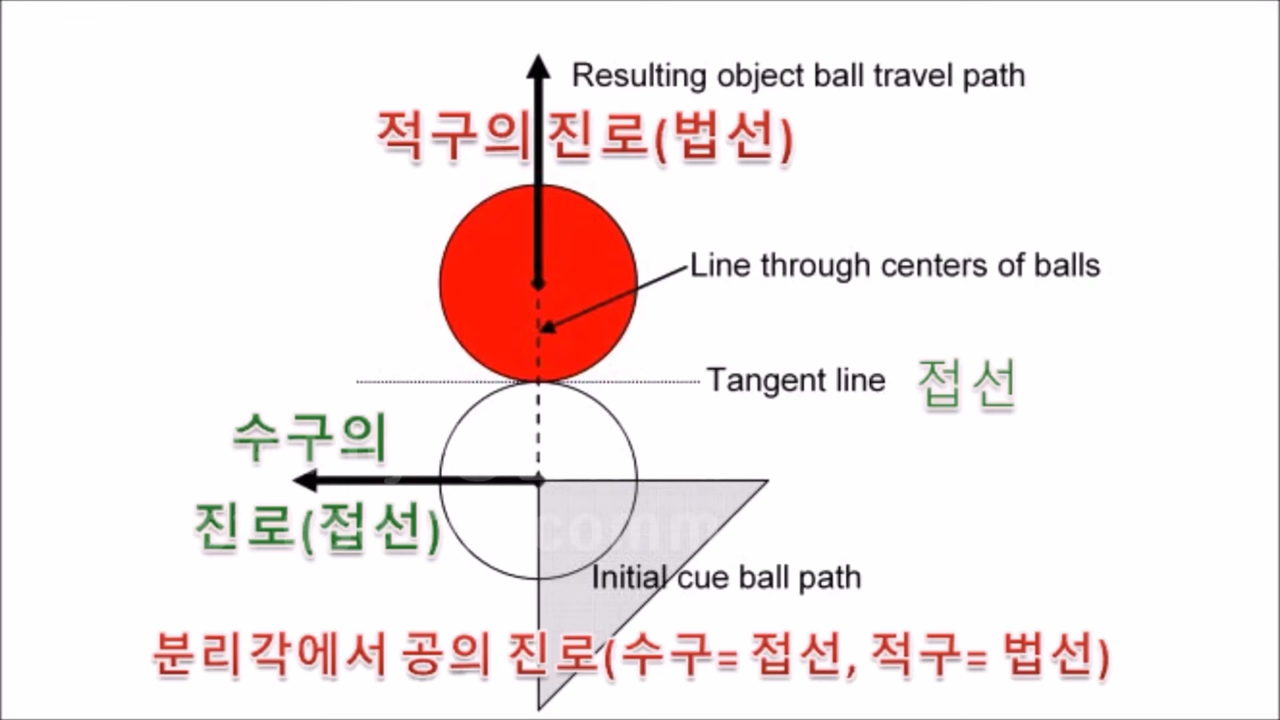 Resulting object ball travel path
적구의 진로(법선)
Line through centers of balls
Tangent line 접선
수구의
진로(접선)
comm
Initial cue ball path
분리각에서 공의 진로(수구= 접선, 적구= 법선)